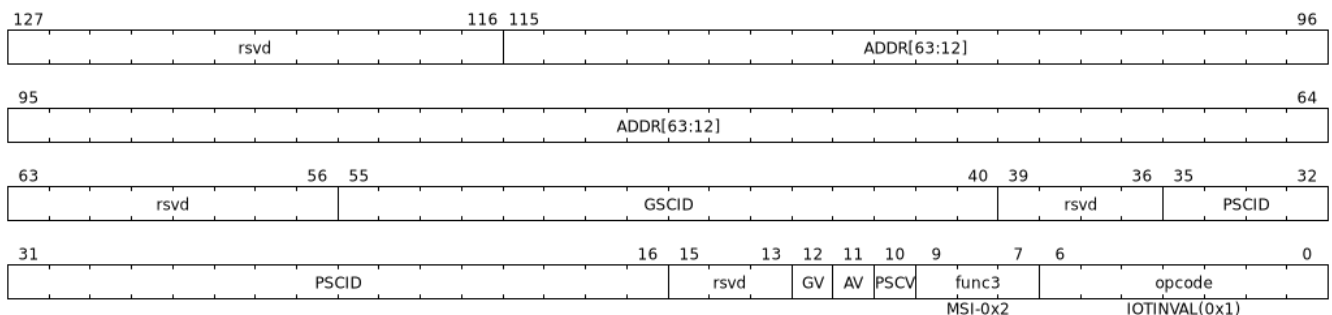 127 116 115 96
rsvd ADDR[63:12]
95 64
ADDR[63:12]
63 56 55 40 39 36 35 32
rsvd GSCID rsvd PSCID
31 16 15 13 12 11 10 9 7 6 0
PSCID rsvd GV AV PSCV func3 opcode
MSI-0x2 IOTINVAL(0x1)